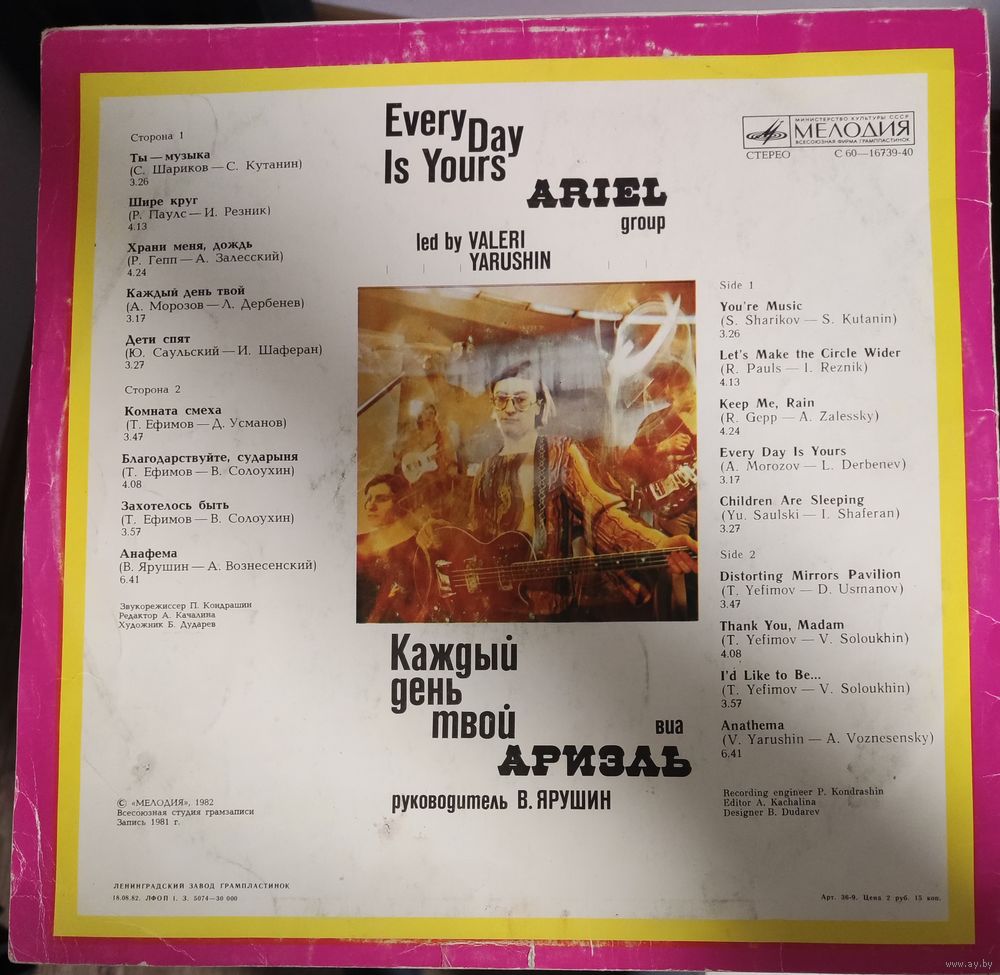 Every Day
Is Yours
ARIEL
group
led by VALERI
YARUSHIN
МИНИСТЕРСТВО КУЛЬТУРЫ СССР
МЕЛОДИЯ
ВСЕСОЮЗНАЯ ФИРМА ГРАМПЛАСТИНОК
СТЕРЕО С 60—16739-40
Сторона 1
Ты — музыка
(С. Шариков — С. Кутанин)
3.26
Шире круг
(Р. Паулс — И. Резник)
4.13
Храни меня, дождь
(Р. Гепп — А. Залесский)
4.24
Каждый день твой
(А. Морозов — Л. Дербенев)
3.17
Дети спят
(Ю. Саульский — И. Шаферан)
3.27
Сторона 2
Комната смеха
(Т. Ефимов — Д. Усманов)
3.47
Благодарствуйте, сударыня
(Т. Ефимов — В. Солоухин)
4.08
Захотелось быть
(Т. Ефимов — В. Солоухин)
3.57
Анафема
(В. Ярушин — А. Вознесенский)
6.41
Звукорежиссер П. Кондрашин
Редактор А. Качалина
Художник Б. Дударев
Side 1
You're Music
(S. Sharikov — S. Kutanin)
3.26
Let's Make the Circle Wider
(R. Pauls — I. Reznik)
4.13
Keep Me, Rain
(R. Gepp — A. Zalessky)
4.24
Every Day Is Yours
(A. Morozov — L. Derbenev)
3.17
Children Are Sleeping
(Yu. Saulski — I. Shaferan)
3.27
Side 2
Distorting Mirrors Pavilion
(T. Yefimov — D. Usmanov)
3.47
Thank You, Madam
(T. Yefimov — V. Soloukhin)
4.08
I'd Like to Be...
(T. Yefimov — V. Soloukhin)
3.57
Anathema
(V. Yarushin — A. Voznesensky)
6.41
Recording engineer P. Kondrashin
Editor A. Kachalina
Designer B. Dudarev
Каждый
день
твой
виа
АРИЭЛЬ
руководитель В. ЯРУШИН
© «МЕЛОДИЯ», 1982
Всесоюзная студия грамзаписи
Запись 1981 г.
ЛЕНИНГРАДСКИЙ ЗАВОД ГРАМПЛАСТИНОК
18.08.82. ЛФОП 1. З. 5074—30 000
Арт. 36-9. Цена 2 руб. 15 коп.
www.ay.by